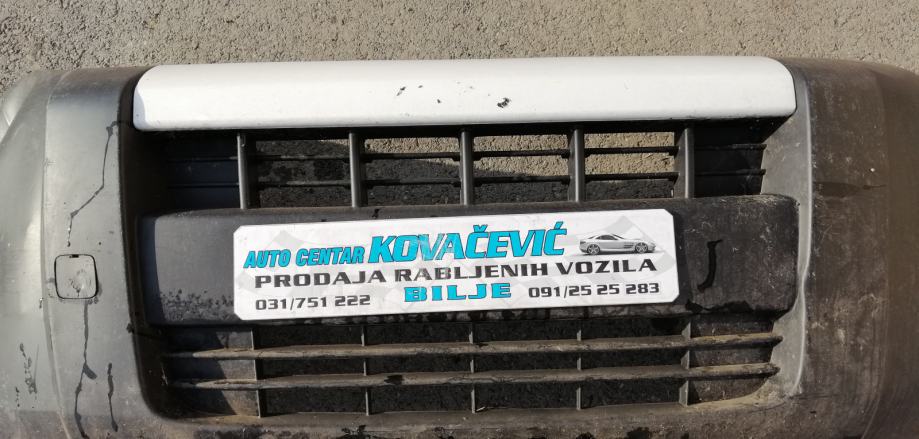 AUTO CENTAR KOVAČEVIĆ
PRODAJA RABLJENIH VOZILA
031/751 222 BILJE 091/25 25 283